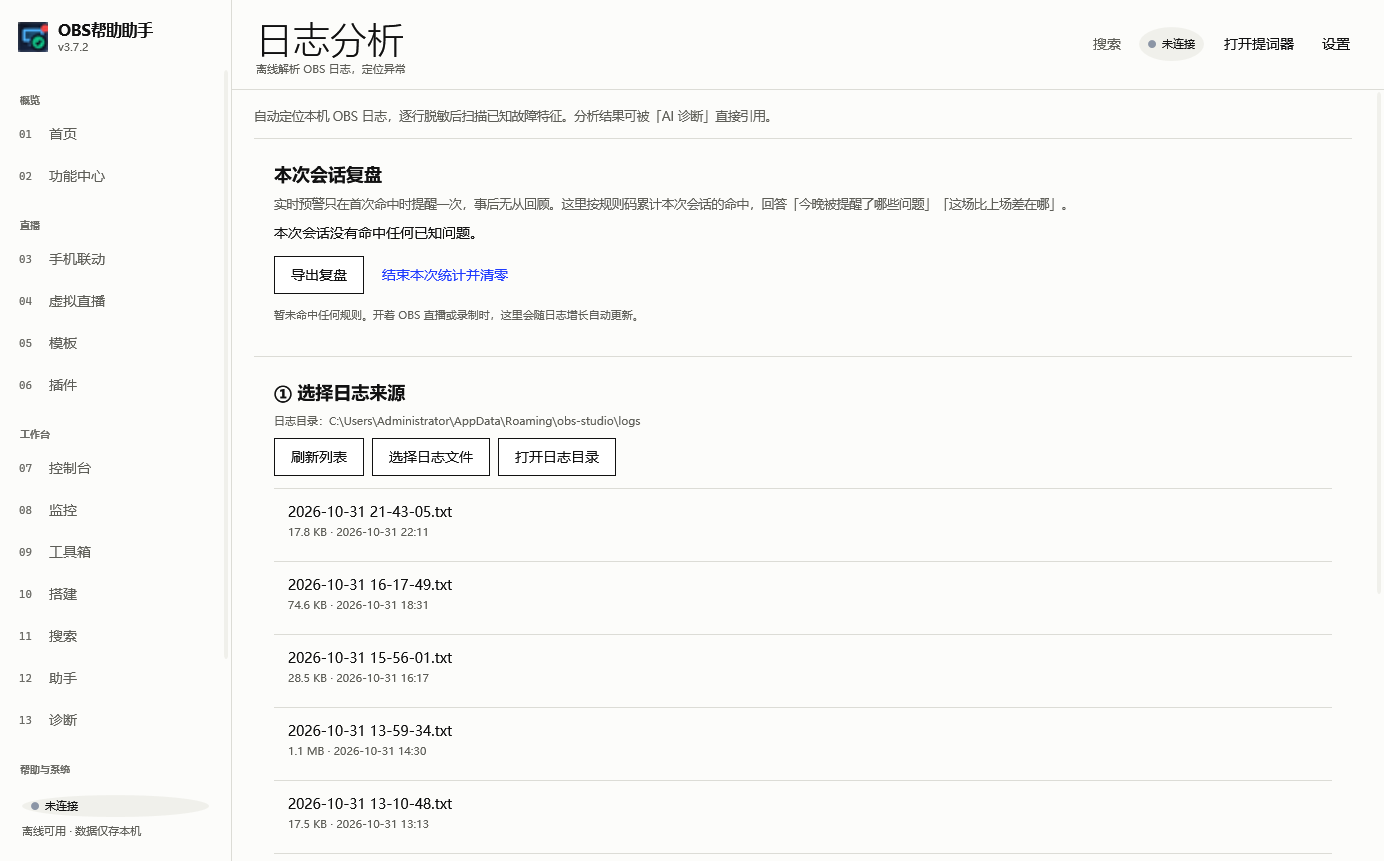 OBS帮助助手
v3.7.2
概览
01 首页
02 功能中心
直播
03 手机联动
04 虚拟直播
05 模板
06 插件
工作台
07 控制台
08 监控
09 工具箱
10 搭建
11 搜索
12 助手
13 诊断
帮助与系统
未连接
离线可用 · 数据仅存本机
日志分析
离线解析 OBS 日志，定位异常
搜索
未连接
打开提词器
设置
自动定位本机 OBS 日志，逐行脱敏后扫描已知故障特征。分析结果可被「AI 诊断」直接引用。
本次会话复盘
实时预警只在首次命中时提醒一次，事后无从回顾。这里按规则码累计本次会话的命中，回答「今晚被提醒了哪些问题」「这场比上场差在哪」。
本次会话没有命中任何已知问题。
导出复盘
结束本次统计并清零
暂未命中任何规则。开着 OBS 直播或录制时，这里会随日志增长自动更新。
① 选择日志来源
日志目录：C:\Users\Administrator\AppData\Roaming\obs-studio\logs
刷新列表
选择日志文件
打开日志目录
2026-10-31 21-43-05.txt
17.8 KB · 2026-10-31 22:11
2026-10-31 16-17-49.txt
74.6 KB · 2026-10-31 18:31
2026-10-31 15-56-01.txt
28.5 KB · 2026-10-31 16:17
2026-10-31 13-59-34.txt
1.1 MB · 2026-10-31 14:30
2026-10-31 13-10-48.txt
17.5 KB · 2026-10-31 13:13